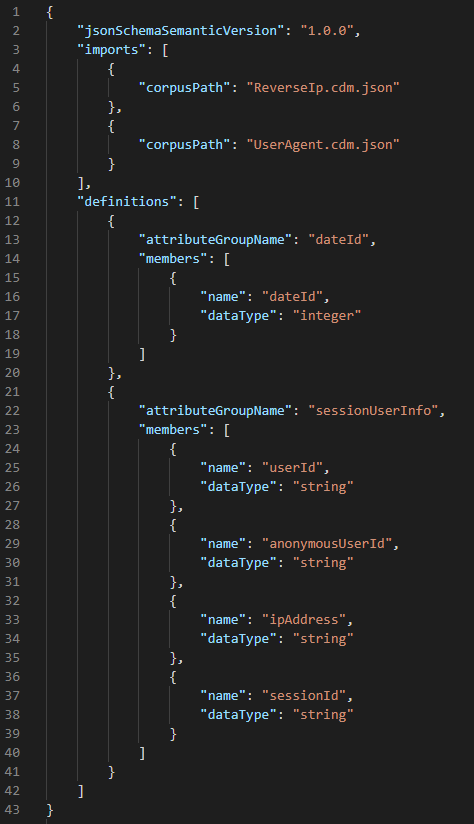 1 {
2     "jsonSchemaSemanticVersion": "1.0.0",
3     "imports": [
4         {
5             "corpusPath": "ReverseIp.cdm.json"
6         },
7         {
8             "corpusPath": "UserAgent.cdm.json"
9         }
10     ],
11     "definitions": [
12         {
13             "attributeGroupName": "dateId",
14             "members": [
15                 {
16                     "name": "dateId",
17                     "dataType": "integer"
18                 }
19             ]
20         },
21         {
22             "attributeGroupName": "sessionUserInfo",
23             "members": [
24                 {
25                     "name": "userId",
26                     "dataType": "string"
27                 },
28                 {
29                     "name": "anonymousUserId",
30                     "dataType": "string"
31                 },
32                 {
33                     "name": "ipAddress",
34                     "dataType": "string"
35                 },
36                 {
37                     "name": "sessionId",
38                     "dataType": "string"
39                 }
40             ]
41         }
42     ]
43 }